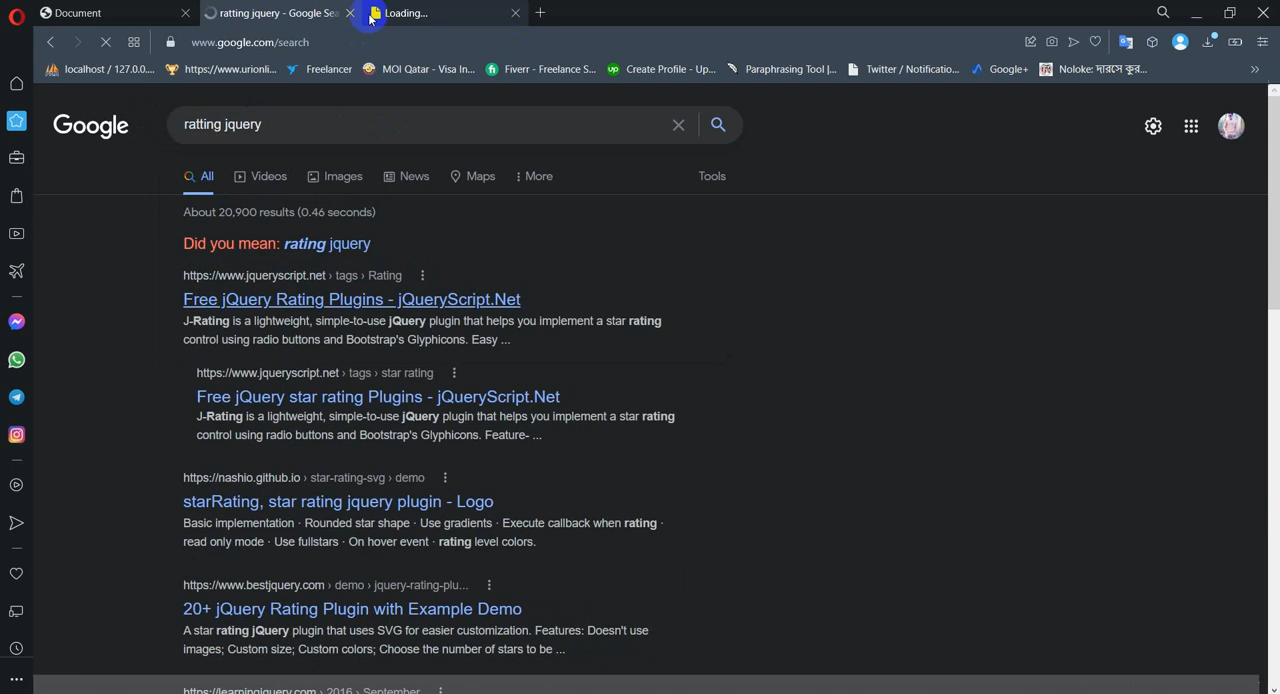 Document
ratting jquery - Google Sea
Loading...
www.google.com/search
localhost / 127.0.0....
https://www.urionli...
Freelancer
MOI Qatar - Visa In...
Fiverr - Freelance S...
Create Profile - Up...
Paraphrasing Tool |...
Twitter / Notificatio...
Google+
Noloke: দারসে কুর...
Google
ratting jquery
All
Videos
Images
News
Maps
More
Tools
About 20,900 results (0.46 seconds)
Did you mean: rating jquery
https://www.jqueryscript.net › tags › Rating
Free jQuery Rating Plugins - jQueryScript.Net
J-Rating is a lightweight, simple-to-use jQuery plugin that helps you implement a star rating
control using radio buttons and Bootstrap's Glyphicons. Easy ...
https://www.jqueryscript.net › tags › star rating
Free jQuery star rating Plugins - jQueryScript.Net
J-Rating is a lightweight, simple-to-use jQuery plugin that helps you implement a star rating
control using radio buttons and Bootstrap's Glyphicons. Feature- ...
https://nashio.github.io › star-rating-svg › demo
starRating, star rating jquery plugin - Logo
Basic implementation · Rounded star shape · Use gradients · Execute callback when rating ·
read only mode · Use fullstars · On hover event · rating level colors.
https://www.bestjquery.com › demo › jquery-rating-plu...
20+ jQuery Rating Plugin with Example Demo
A star rating jQuery plugin that uses SVG for easier customization. Features: Doesn't use
images; Custom size; Custom colors; Choose the number of stars to be ...
https://learningjquery.com › 2016 › September